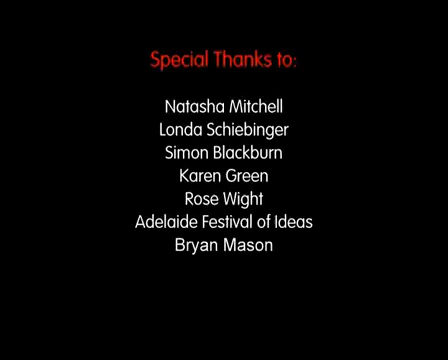 Special Thanks to:
Natasha Mitchell
Londa Schiebinger
Simon Blackburn
Karen Green
Rose Wight
Adelaide Festival of Ideas
Bryan Mason